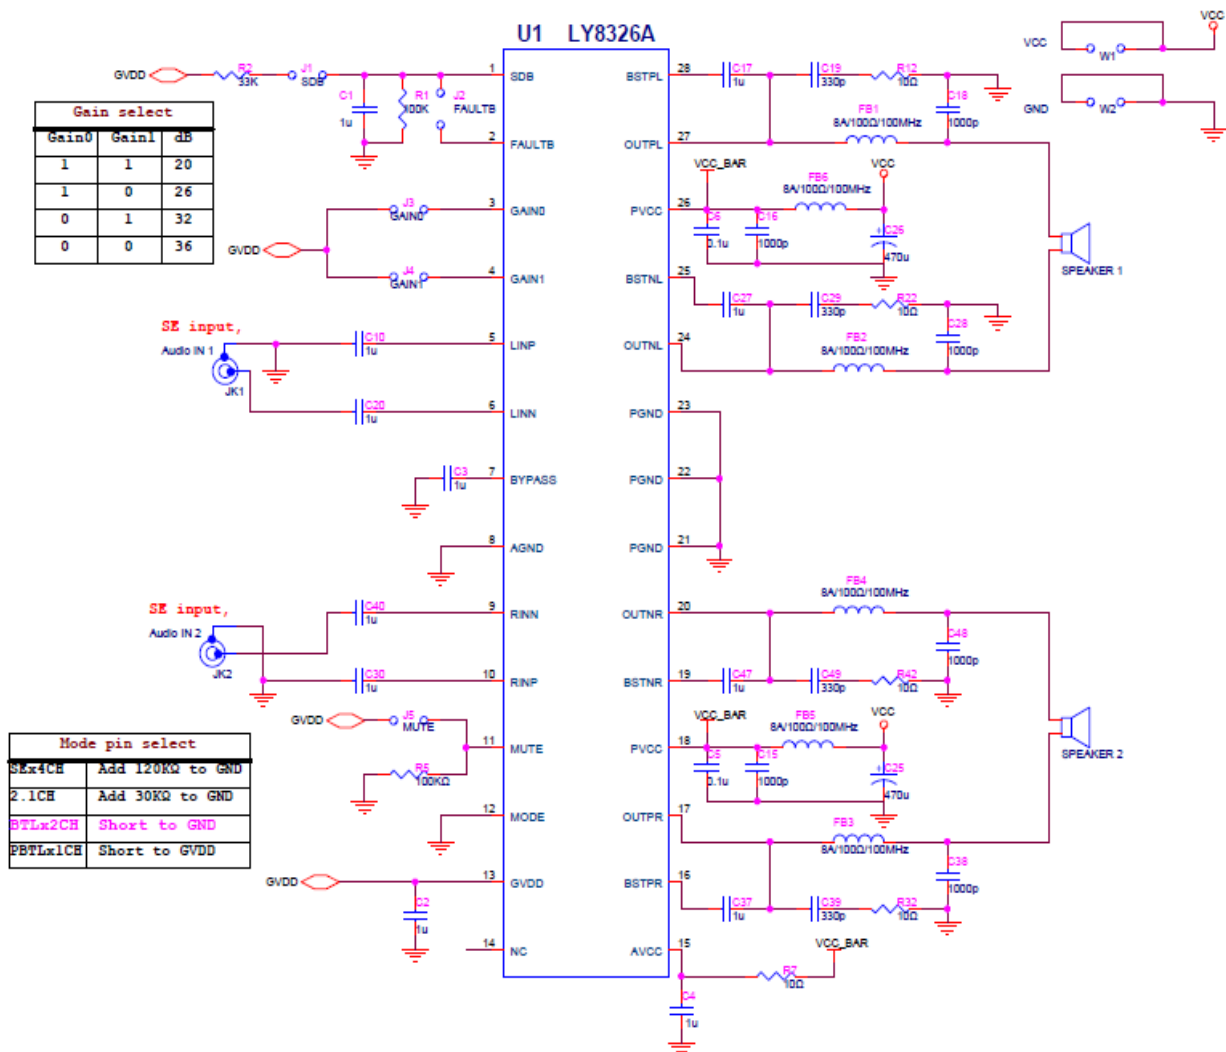 U1 LY8326A
VCC
VCC
W1
GND
W2
GVDD
R2
33K
J1
SDB
C1
1u
R1
100K
J2
FAULTB
1
SDB
2
FAULTB
Gain select
Gain0 Gain1 dB
1 1 20
1 0 26
0 1 32
0 0 36
GVDD
J3
GAIN0
J4
GAIN1
3
GAIN0
4
GAIN1
SE input,
Audio IN 1
JK1
C10
1u
C20
1u
5
LINP
6
LINN
C3
1u
7
BYPASS
8
AGND
SE input,
Audio IN 2
JK2
C40
1u
C30
1u
9
RINN
10
RINP
GVDD
J5
MUTE
R5
100KΩ
11
MUTE
12
MODE
Mode pin select
SEx4CH Add 120KΩ to GND
2.1CH Add 30KΩ to GND
BTLx2CH Short to GND
PBTLx1CH Short to GVDD
GVDD
C2
1u
13
GVDD
14
NC
BSTPL
28
C17
1u
C19
330p
R12
10Ω
C18
1000p
FB1
8A/100Ω/100MHz
OUTPL
27
VCC_BAR
VCC
FB6
8A/100Ω/100MHz
PVCC
26
C6
0.1u
C16
1000p
C26
470u
SPEAKER 1
BSTNL
25
C27
1u
C29
330p
R22
10Ω
C28
1000p
FB2
8A/100Ω/100MHz
OUTNL
24
PGND
23
PGND
22
PGND
21
FB4
8A/100Ω/100MHz
OUTNR
20
C48
1000p
BSTNR
19
C47
1u
C49
330p
R42
10Ω
VCC_BAR
VCC
FB5
8A/100Ω/100MHz
PVCC
18
C5
0.1u
C15
1000p
C25
470u
SPEAKER 2
OUTPR
17
FB3
8A/100Ω/100MHz
C38
1000p
BSTPR
16
C37
1u
C39
330p
R32
10Ω
AVCC
15
VCC_BAR
R7
10Ω
C4
1u